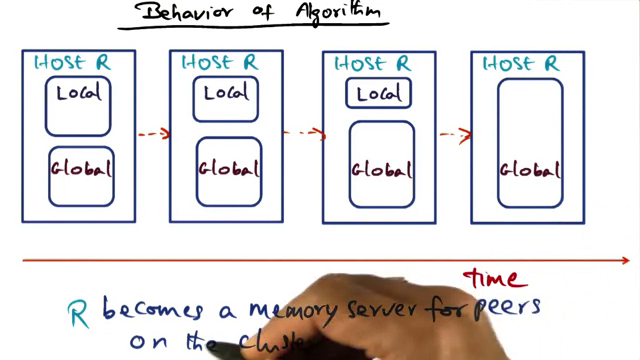 Behavior of Algorithm
HOST R HOST R HOST R HOST R
Local Local Local
Global Global Global Global
time
R becomes a memory server for peers
on the